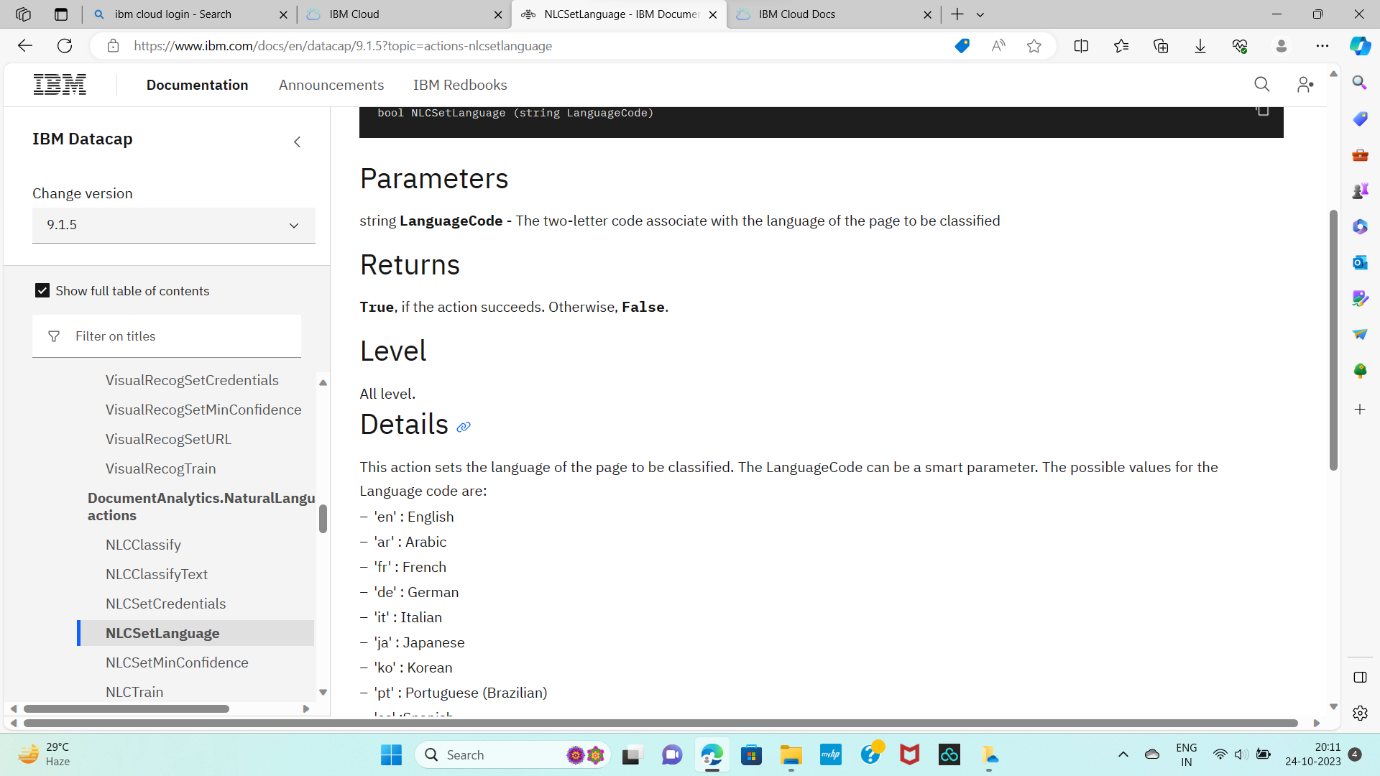 ibm cloud login - Search
IBM Cloud
NLCSetLanguage - IBM Documen
IBM Cloud Docs
https://www.ibm.com/docs/en/datacap/9.1.5?topic=actions-nlcsetlanguage
IBM
Documentation
Announcements
IBM Redbooks
IBM Datacap
Change version
9.1.5
Show full table of contents
Filter on titles
VisualRecogSetCredentials
VisualRecogSetMinConfidence
VisualRecogSetURL
VisualRecogTrain
DocumentAnalytics.NaturalLangu
actions
NLCClassify
NLCClassifyText
NLCSetCredentials
NLCSetLanguage
NLCSetMinConfidence
NLCTrain
bool NLCSetLanguage (string LanguageCode)
Parameters
string LanguageCode - The two-letter code associate with the language of the page to be classified
Returns
True, if the action succeeds. Otherwise, False.
Level
All level.
Details
This action sets the language of the page to be classified. The LanguageCode can be a smart parameter. The possible values for the
Language code are:
– 'en' : English
– 'ar' : Arabic
– 'fr' : French
– 'de' : German
– 'it' : Italian
– 'ja' : Japanese
– 'ko' : Korean
– 'pt' : Portuguese (Brazilian)
29°C
Haze
Search
myhp
ENG
IN
20:11
24-10-2023
4